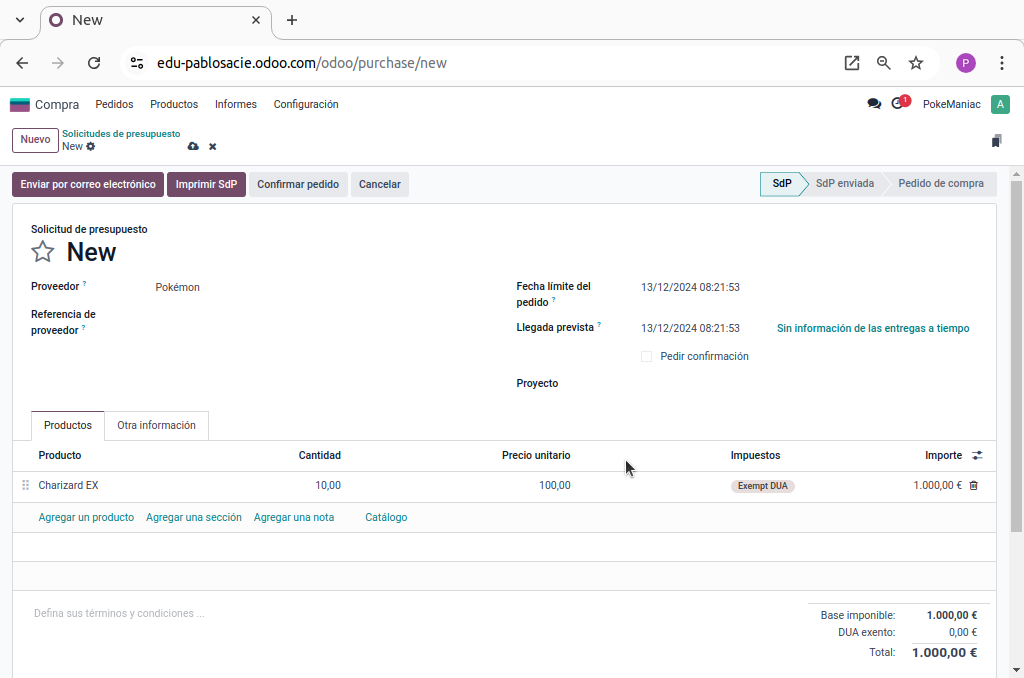 New
edu-pablosacie.odoo.com/odoo/purchase/new
P
Compra Pedidos Productos Informes Configuración 1 PokeManiac A
Nuevo Solicitudes de presupuesto
New
Enviar por correo electrónico Imprimir SdP Confirmar pedido Cancelar SdP SdP enviada Pedido de compra
Solicitud de presupuesto
New
Proveedor ? Pokémon
Referencia de
proveedor ?
Fecha límite del
pedido ? 13/12/2024 08:21:53
Llegada prevista ? 13/12/2024 08:21:53 Sin información de las entregas a tiempo
Pedir confirmación
Proyecto
Productos Otra información
Producto Cantidad Precio unitario Impuestos Importe
Charizard EX 10,00 100,00 Exempt DUA 1.000,00 €
Agregar un producto Agregar una sección Agregar una nota Catálogo
Defina sus términos y condiciones ...
Base imponible: 1.000,00 €
DUA exento: 0,00 €
Total: 1.000,00 €